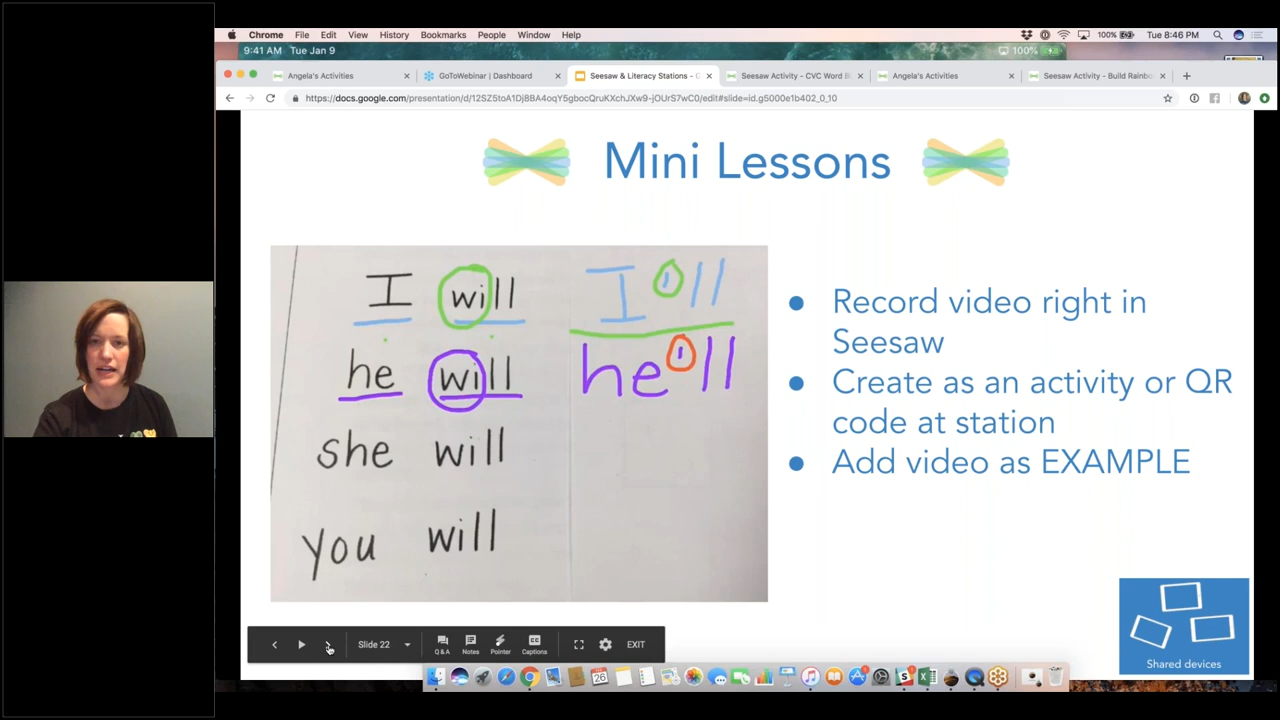 Chrome File Edit View History Bookmarks People Window Help 100% Tue 8:46 PM
9:41 AM Tue Jan 9 100%
Angela's Activities GoToWebinar | Dashboard Seesaw & Literacy Stations - G Seesaw Activity - CVC Word B Angela's Activities Seesaw Activity - Build Rainbo
https://docs.google.com/presentation/d/12SZ5toA1Dj8BA4oqY5gbocQruKXchJXw9-jOUrS7wC0/edit#slide=id.g5000e1b402_0_10
Mini Lessons
I will I'll
he will he'll
she will
you will
● Record video right in
Seesaw
● Create as an activity or QR
code at station
● Add video as EXAMPLE
Shared devices
Slide 22 Q & A Notes Pointer Captions EXIT
26